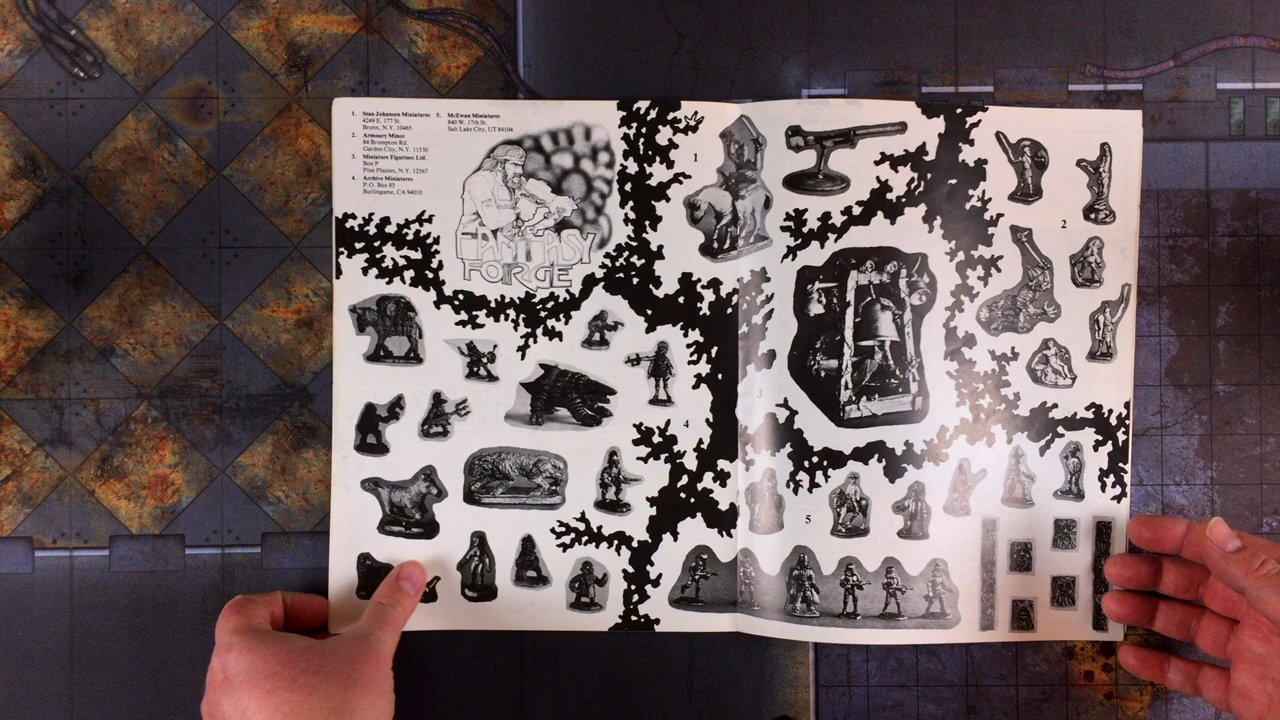 1. Stan Johansen Miniatures
4249 E. 177 St.
Bronx, N.Y. 10465
2. Armoury Minot
84 Brompton Rd.
Garden City, N.Y. 11530
3. Miniature Figurines Ltd.
Box P
Pine Plaines, N.Y. 12567
4. Archive Miniatures
P.O. Box 83
Burlingame, CA 94010
5. McEwan Miniatures
840 W. 17th St.
Salt Lake City, UT 84104
FANTASY
FORGE
1
2
3
4
5